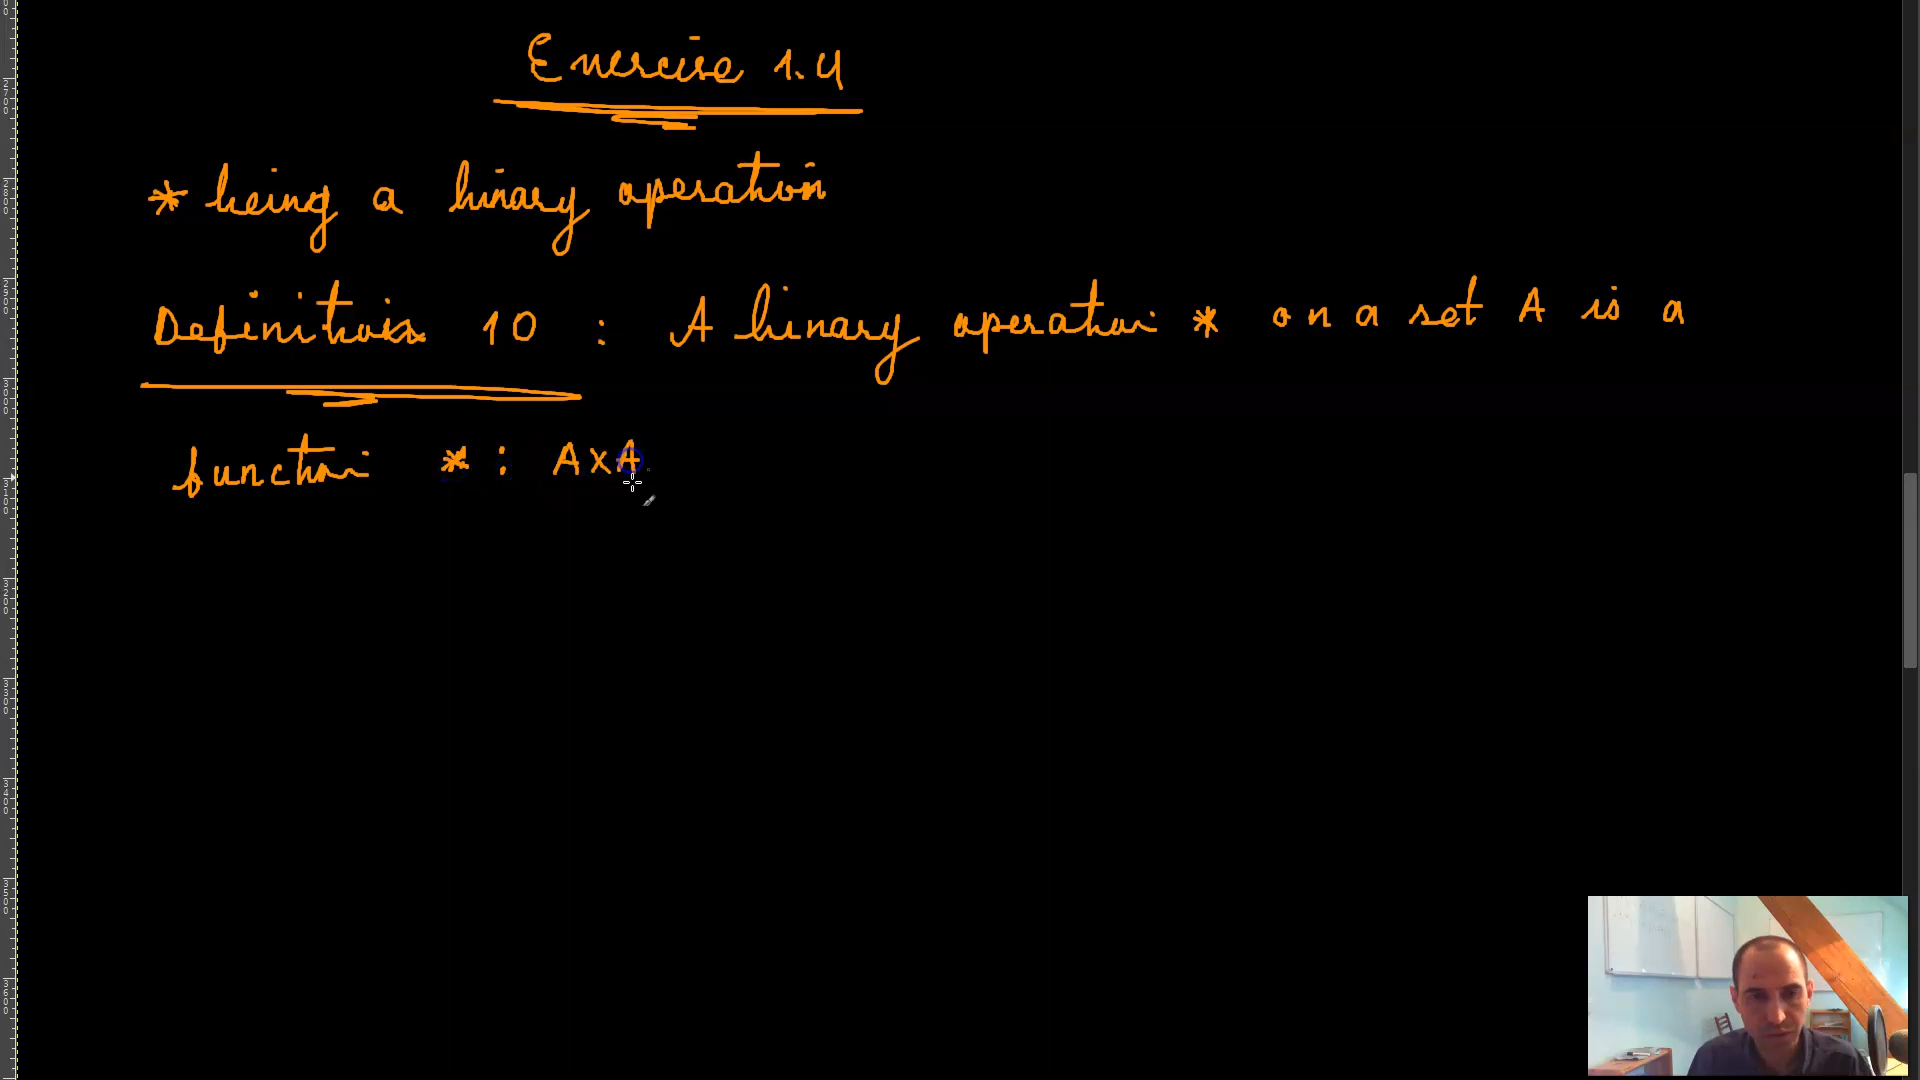 Exercise 1.4
* being a binary operation
Definition 10 : A binary operation * on a set A is a
function * : A x A